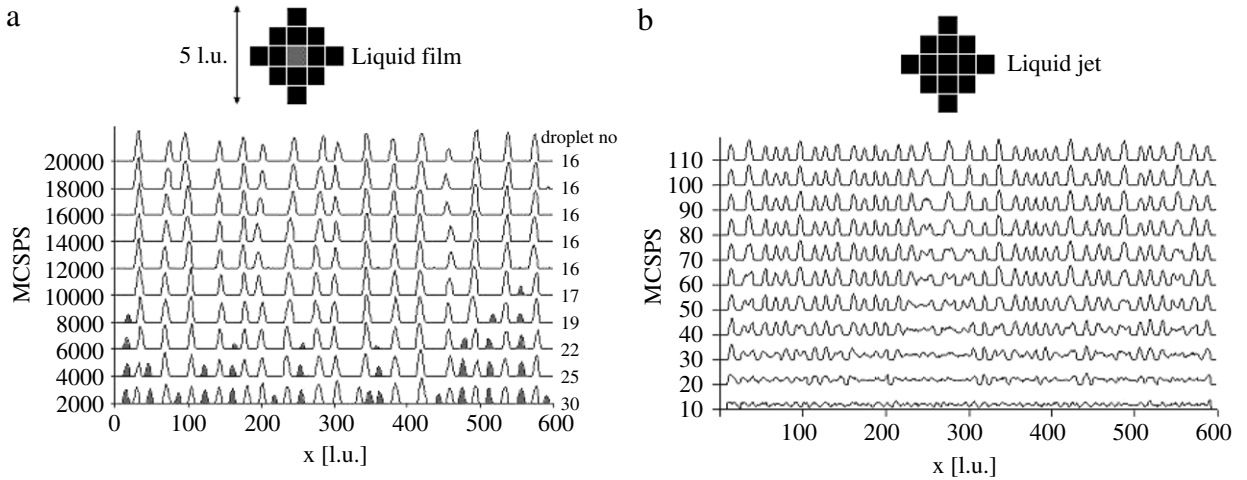 a
5 l.u.
Liquid film
droplet no
20000 16
18000 16
16000 16
14000 16
12000 16
10000 17
8000 19
6000 22
4000 25
2000 30
MCSPS
0 100 200 300 400 500 600
x [l.u.]
b
Liquid jet
110
100
90
80
70
60
50
40
30
20
10
MCSPS
100 200 300 400 500 600
x [l.u.]